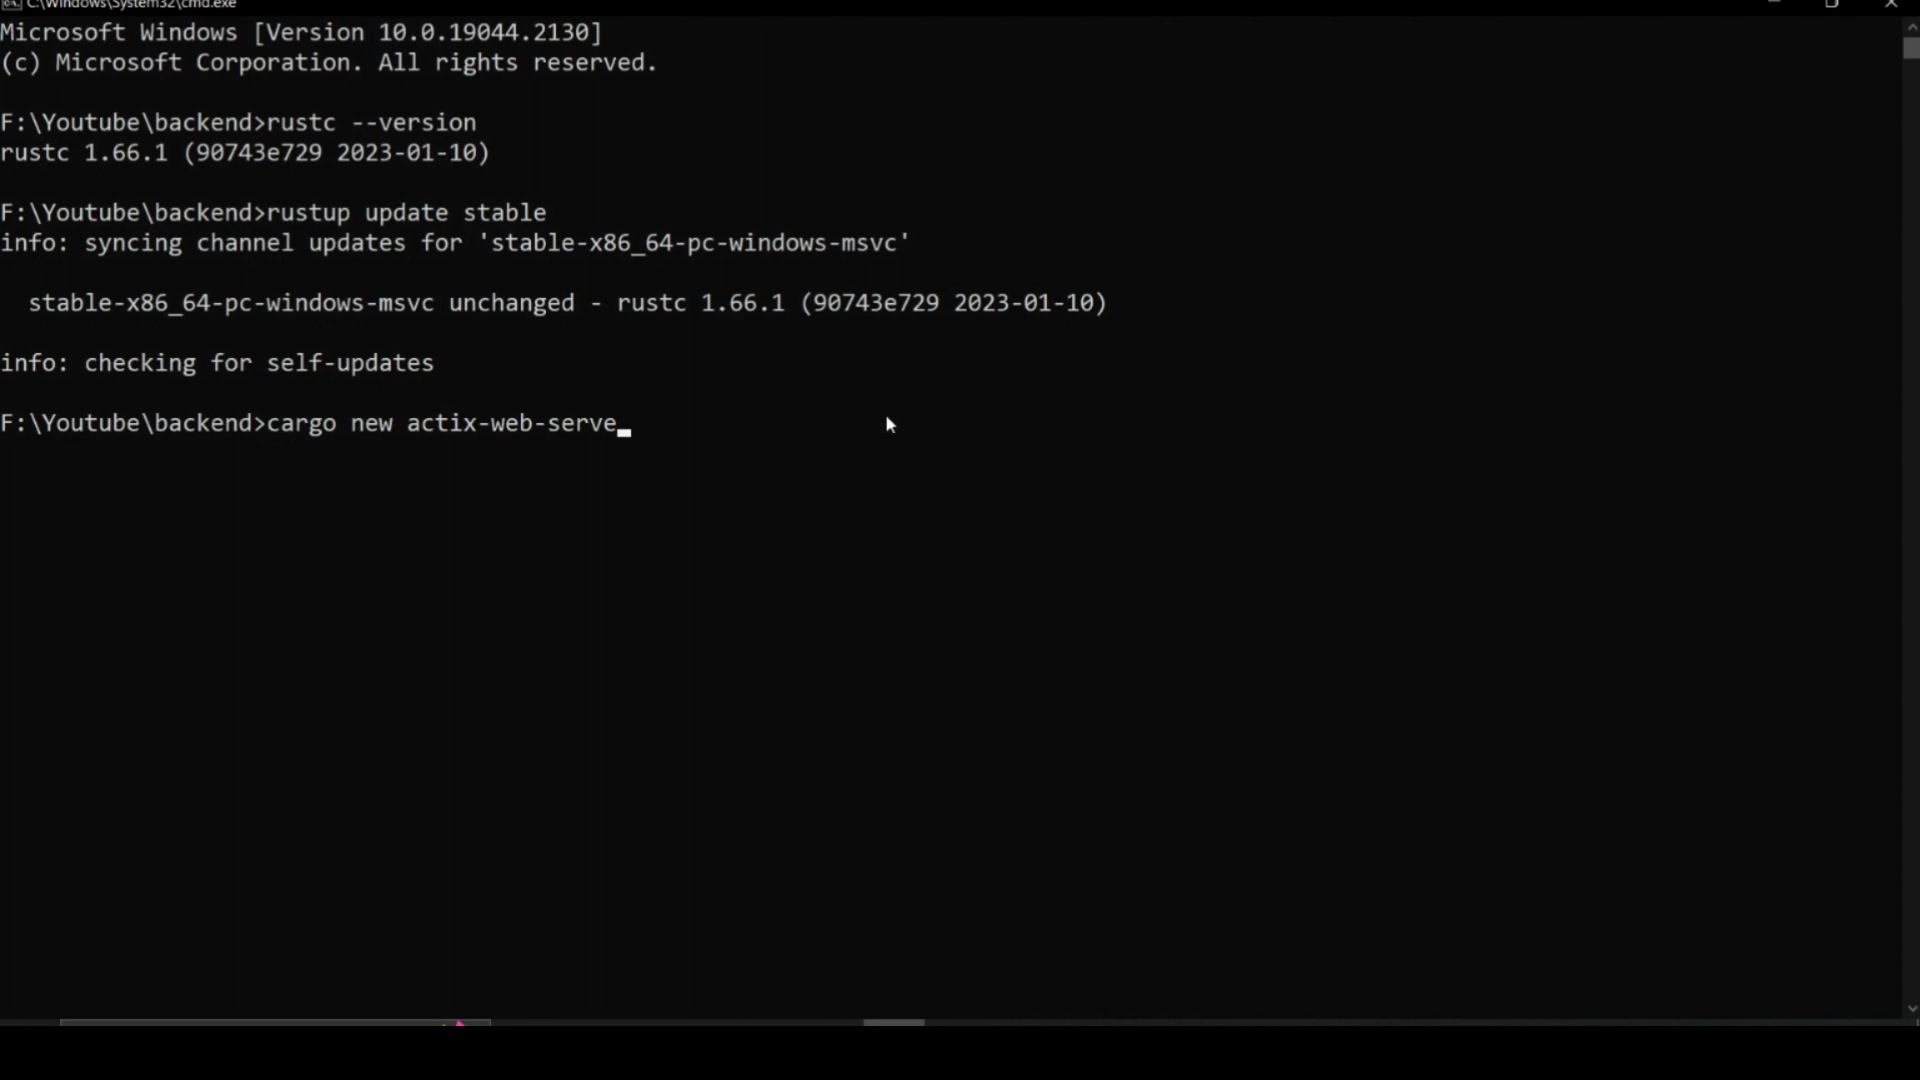 C:\Windows\System32\cmd.exe
Microsoft Windows [Version 10.0.19044.2130]
(c) Microsoft Corporation. All rights reserved.
F:\Youtube\backend>rustc --version
rustc 1.66.1 (90743e729 2023-01-10)
F:\Youtube\backend>rustup update stable
info: syncing channel updates for 'stable-x86_64-pc-windows-msvc'
stable-x86_64-pc-windows-msvc unchanged - rustc 1.66.1 (90743e729 2023-01-10)
info: checking for self-updates
F:\Youtube\backend>cargo new actix-web-serve